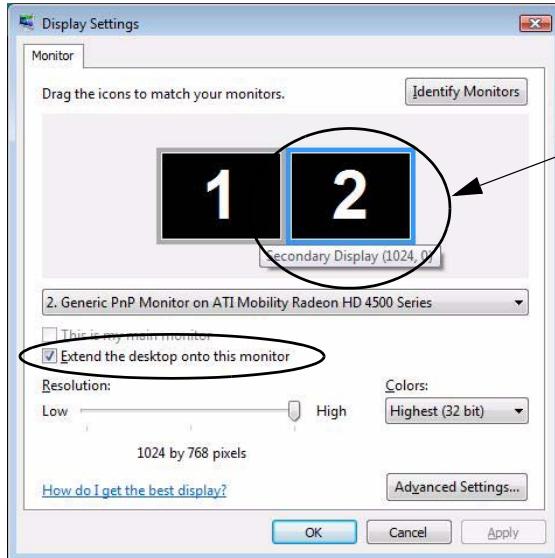 Display Settings
Monitor
Drag the icons to match your monitors.
Identify Monitors
1 2
Secondary Display (1024, 0)
2. Generic PnP Monitor on ATI Mobility Radeon HD 4500 Series
This is my main monitor
Extend the desktop onto this monitor
Resolution:
Colors:
Low High
Highest (32 bit)
1024 by 768 pixels
How do I get the best display?
Advanced Settings...
OK Cancel Apply